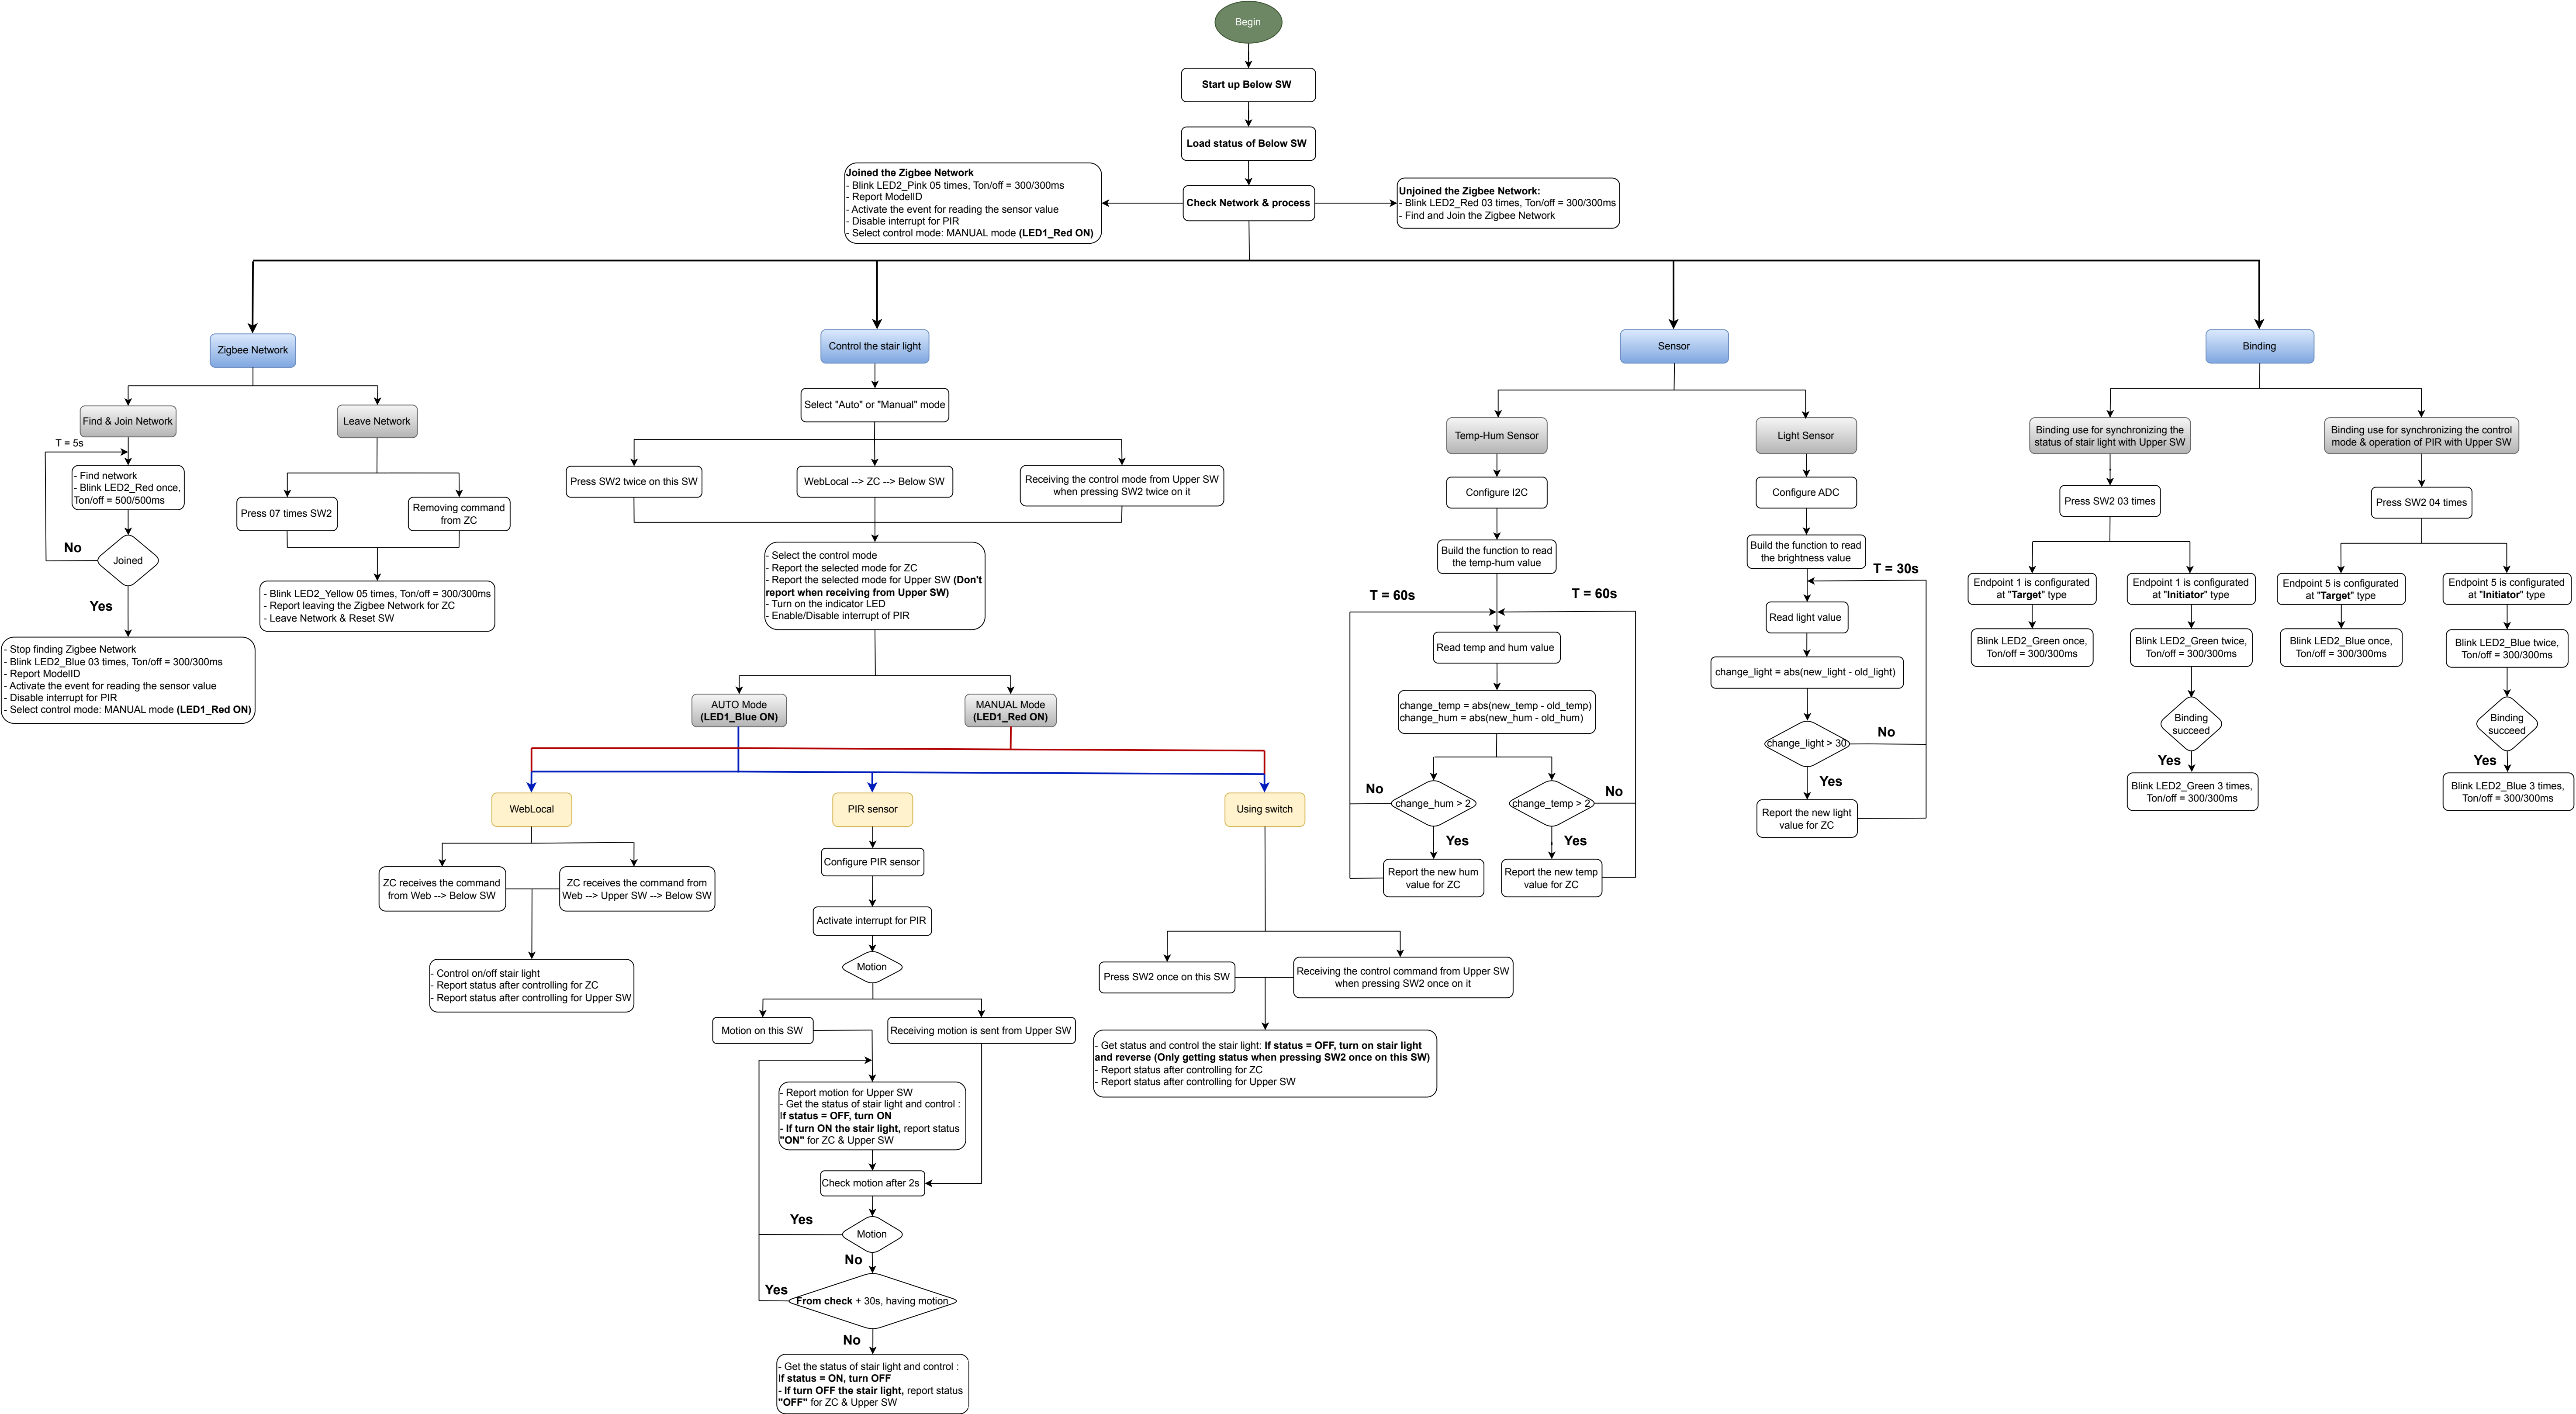 Begin
Start up Below SW
Load status of Below SW
Check Network & process
Joined the Zigbee Network
- Blink LED2_Pink 05 times, Ton/off = 300/300ms
- Report ModelID
- Activate the event for reading the sensor value
- Disable interrupt for PIR
- Select control mode: MANUAL mode (LED1_Red ON)
Unjoined the Zigbee Network:
- Blink LED2_Red 03 times, Ton/off = 300/300ms
- Find and Join the Zigbee Network
Zigbee Network
Find & Join Network
T = 5s
- Find network
- Blink LED2_Red once,
Ton/off = 500/500ms
No
Joined
Yes
- Stop finding Zigbee Network
- Blink LED2_Blue 03 times, Ton/off = 300/300ms
- Report ModelID
- Activate the event for reading the sensor value
- Disable interrupt for PIR
- Select control mode: MANUAL mode (LED1_Red ON)
Leave Network
Press 07 times SW2
Removing command
from ZC
- Blink LED2_Yellow 05 times, Ton/off = 300/300ms
- Report leaving the Zigbee Network for ZC
- Leave Network & Reset SW
Control the stair light
Select "Auto" or "Manual" mode
Press SW2 twice on this SW
WebLocal --> ZC --> Below SW
Receiving the control mode from Upper SW
when pressing SW2 twice on it
- Select the control mode
- Report the selected mode for ZC
- Report the selected mode for Upper SW (Don't
report when receiving from Upper SW)
- Turn on the indicator LED
- Enable/Disable interrupt of PIR
AUTO Mode
(LED1_Blue ON)
MANUAL Mode
(LED1_Red ON)
WebLocal
ZC receives the command
from Web --> Below SW
ZC receives the command from
Web --> Upper SW --> Below SW
- Control on/off stair light
- Report status after controlling for ZC
- Report status after controlling for Upper SW
PIR sensor
Configure PIR sensor
Activate interrupt for PIR
Motion
Motion on this SW
Receiving motion is sent from Upper SW
- Report motion for Upper SW
- Get the status of stair light and control :
If status = OFF, turn ON
- If turn ON the stair light, report status
"ON" for ZC & Upper SW
Check motion after 2s
Yes
Motion
No
Yes
From check + 30s, having motion
No
- Get the status of stair light and control :
If status = ON, turn OFF
- If turn OFF the stair light, report status
"OFF" for ZC & Upper SW
Using switch
Press SW2 once on this SW
Receiving the control command from Upper SW
when pressing SW2 once on it
- Get status and control the stair light: If status = OFF, turn on stair light
and reverse (Only getting status when pressing SW2 once on this SW)
- Report status after controlling for ZC
- Report status after controlling for Upper SW
Sensor
Temp-Hum Sensor
Configure I2C
Build the function to read
the temp-hum value
T = 60s
T = 60s
Read temp and hum value
change_temp = abs(new_temp - old_temp)
change_hum = abs(new_hum - old_hum)
No
change_hum > 2
change_temp > 2
No
Yes
Yes
Report the new hum
value for ZC
Report the new temp
value for ZC
Light Sensor
Configure ADC
Build the function to read
the brightness value
T = 30s
Read light value
change_light = abs(new_light - old_light)
change_light > 30
No
Yes
Report the new light
value for ZC
Binding
Binding use for synchronizing the
status of stair light with Upper SW
Press SW2 03 times
Endpoint 1 is configurated
at "Target" type
Endpoint 1 is configurated
at "Initiator" type
Blink LED2_Green once,
Ton/off = 300/300ms
Blink LED2_Green twice,
Ton/off = 300/300ms
Binding
succeed
Yes
Blink LED2_Green 3 times,
Ton/off = 300/300ms
Binding use for synchronizing the control
mode & operation of PIR with Upper SW
Press SW2 04 times
Endpoint 5 is configurated
at "Target" type
Endpoint 5 is configurated
at "Initiator" type
Blink LED2_Blue once,
Ton/off = 300/300ms
Blink LED2_Blue twice,
Ton/off = 300/300ms
Binding
succeed
Yes
Blink LED2_Blue 3 times,
Ton/off = 300/300ms